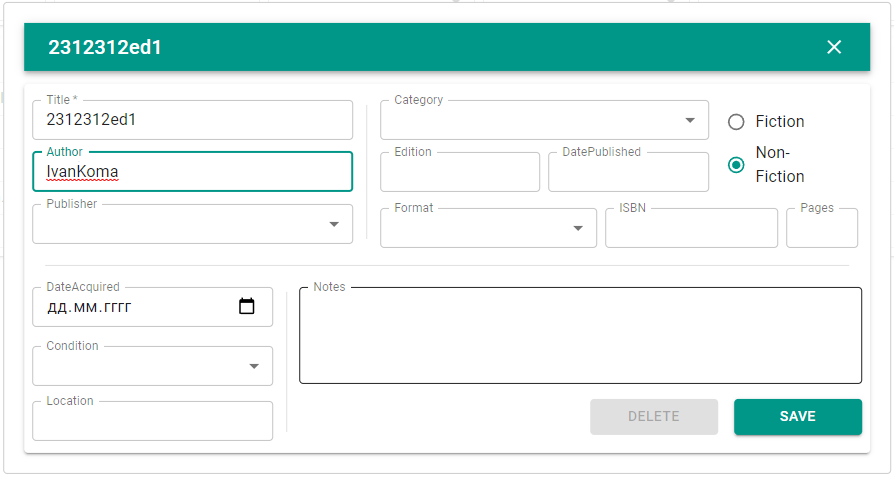 2312312ed1
Title *
2312312ed1
Author
IvanKoma
Publisher
Category
Edition
DatePublished
Fiction
Non-
Fiction
Format
ISBN
Pages
DateAcquired
дд.мм.гггг
Condition
Location
Notes
DELETE
SAVE